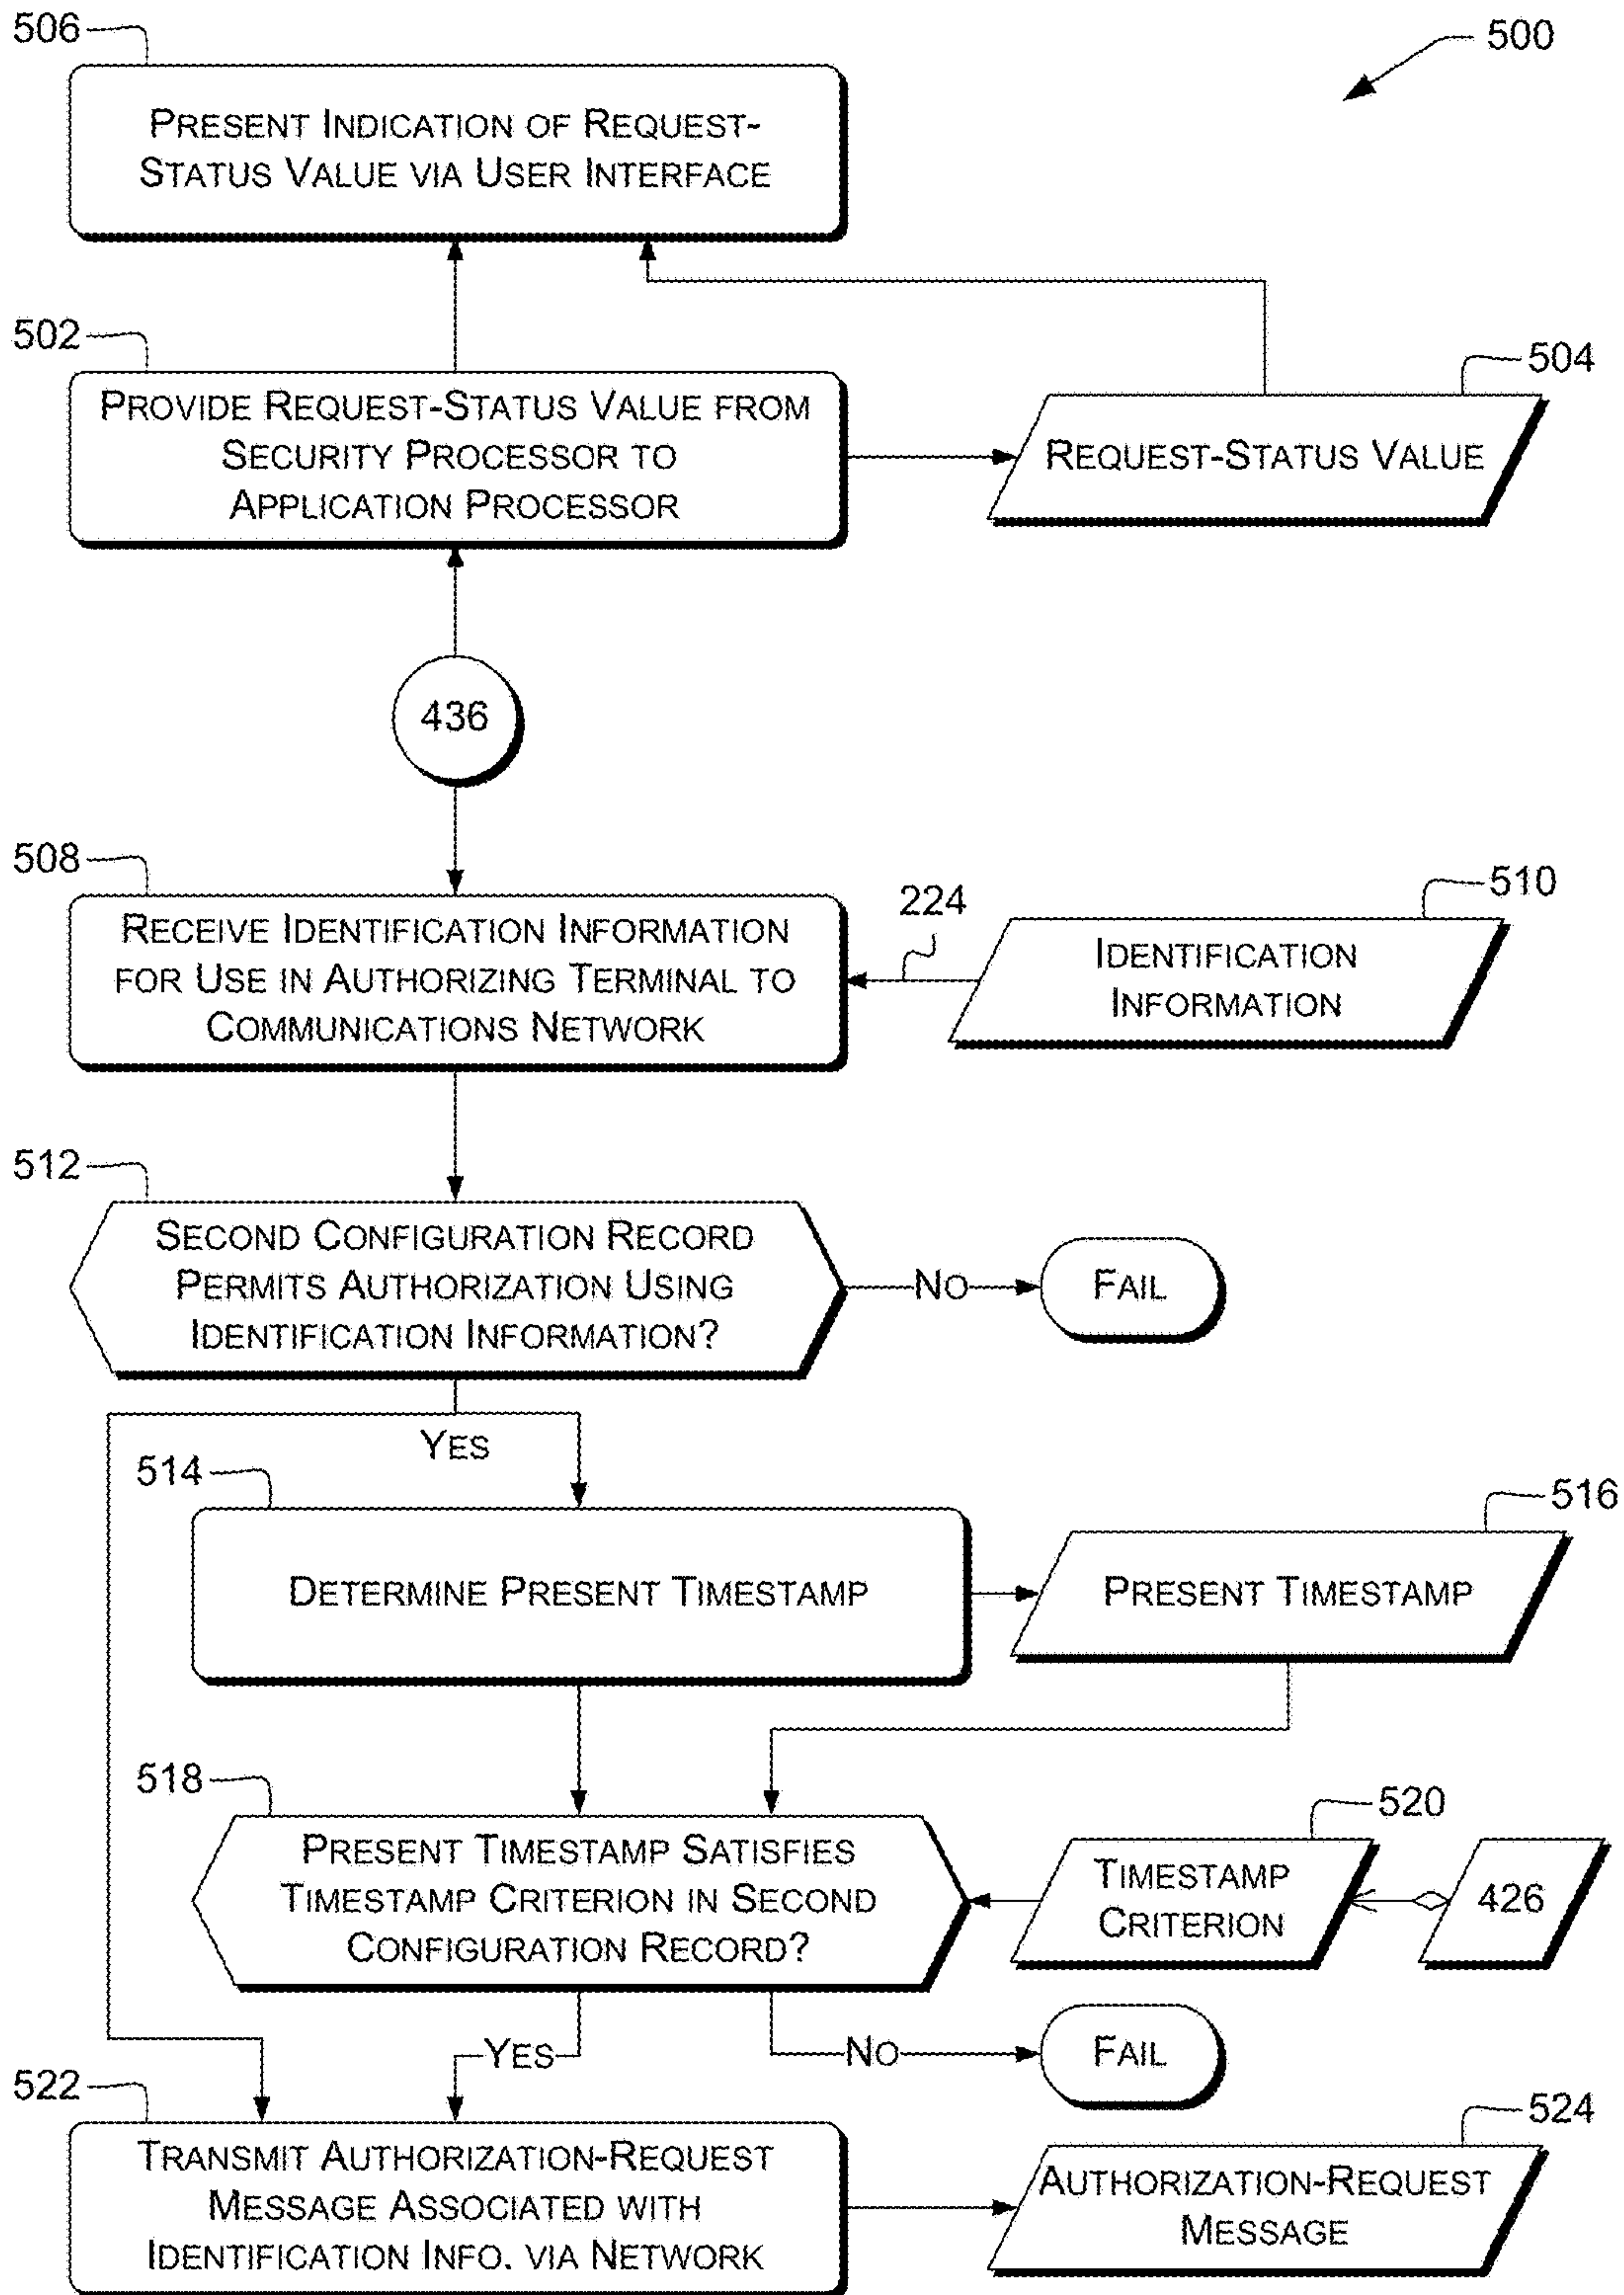 506
500
PRESENT INDICATION OF REQUEST-
STATUS VALUE VIA USER INTERFACE
502
504
PROVIDE REQUEST-STATUS VALUE FROM
SECURITY PROCESSOR TO
APPLICATION PROCESSOR
REQUEST-STATUS VALUE
436
508
224
510
RECEIVE IDENTIFICATION INFORMATION
FOR USE IN AUTHORIZING TERMINAL TO
COMMUNICATIONS NETWORK
IDENTIFICATION
INFORMATION
512
SECOND CONFIGURATION RECORD
PERMITS AUTHORIZATION USING
IDENTIFICATION INFORMATION?
NO
FAIL
YES
514
516
DETERMINE PRESENT TIMESTAMP
PRESENT TIMESTAMP
518
520
PRESENT TIMESTAMP SATISFIES
TIMESTAMP CRITERION IN SECOND
CONFIGURATION RECORD?
TIMESTAMP
CRITERION
426
YES
NO
FAIL
522
524
TRANSMIT AUTHORIZATION-REQUEST
MESSAGE ASSOCIATED WITH
IDENTIFICATION INFO. VIA NETWORK
AUTHORIZATION-REQUEST
MESSAGE